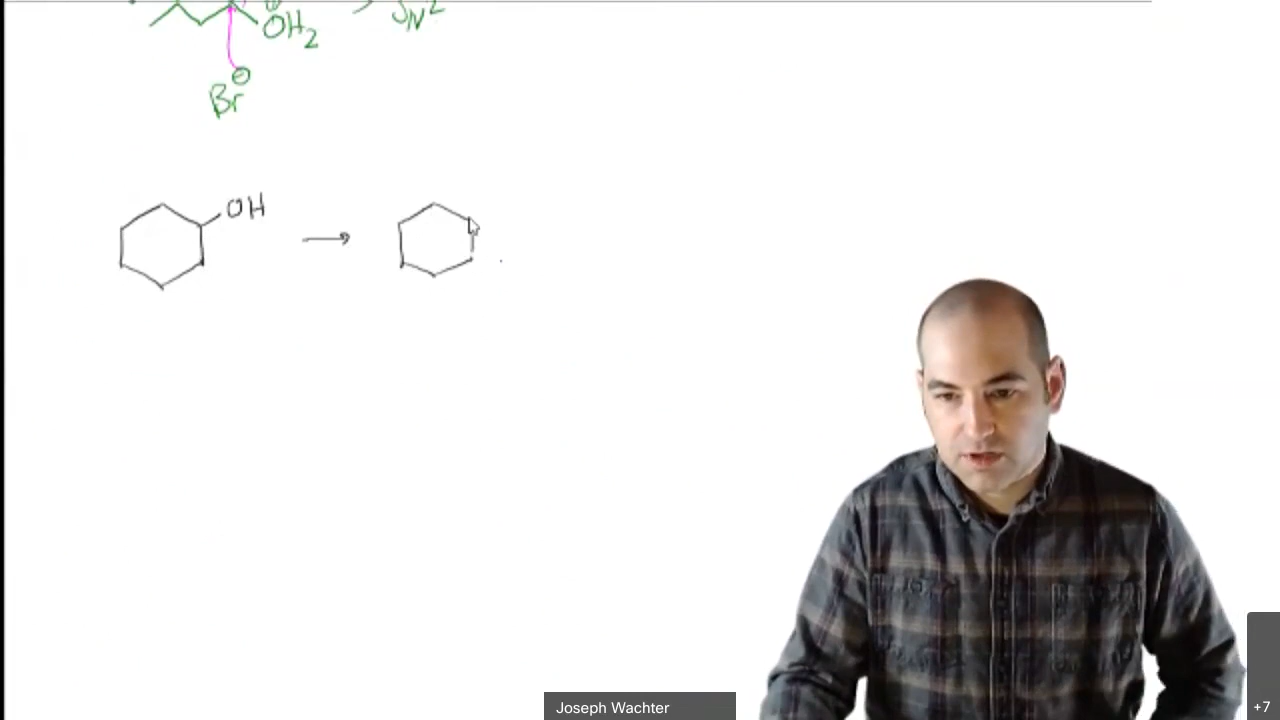 ⊕
OH2
SN2
⊖
Br
OH
Joseph Wachter
+7